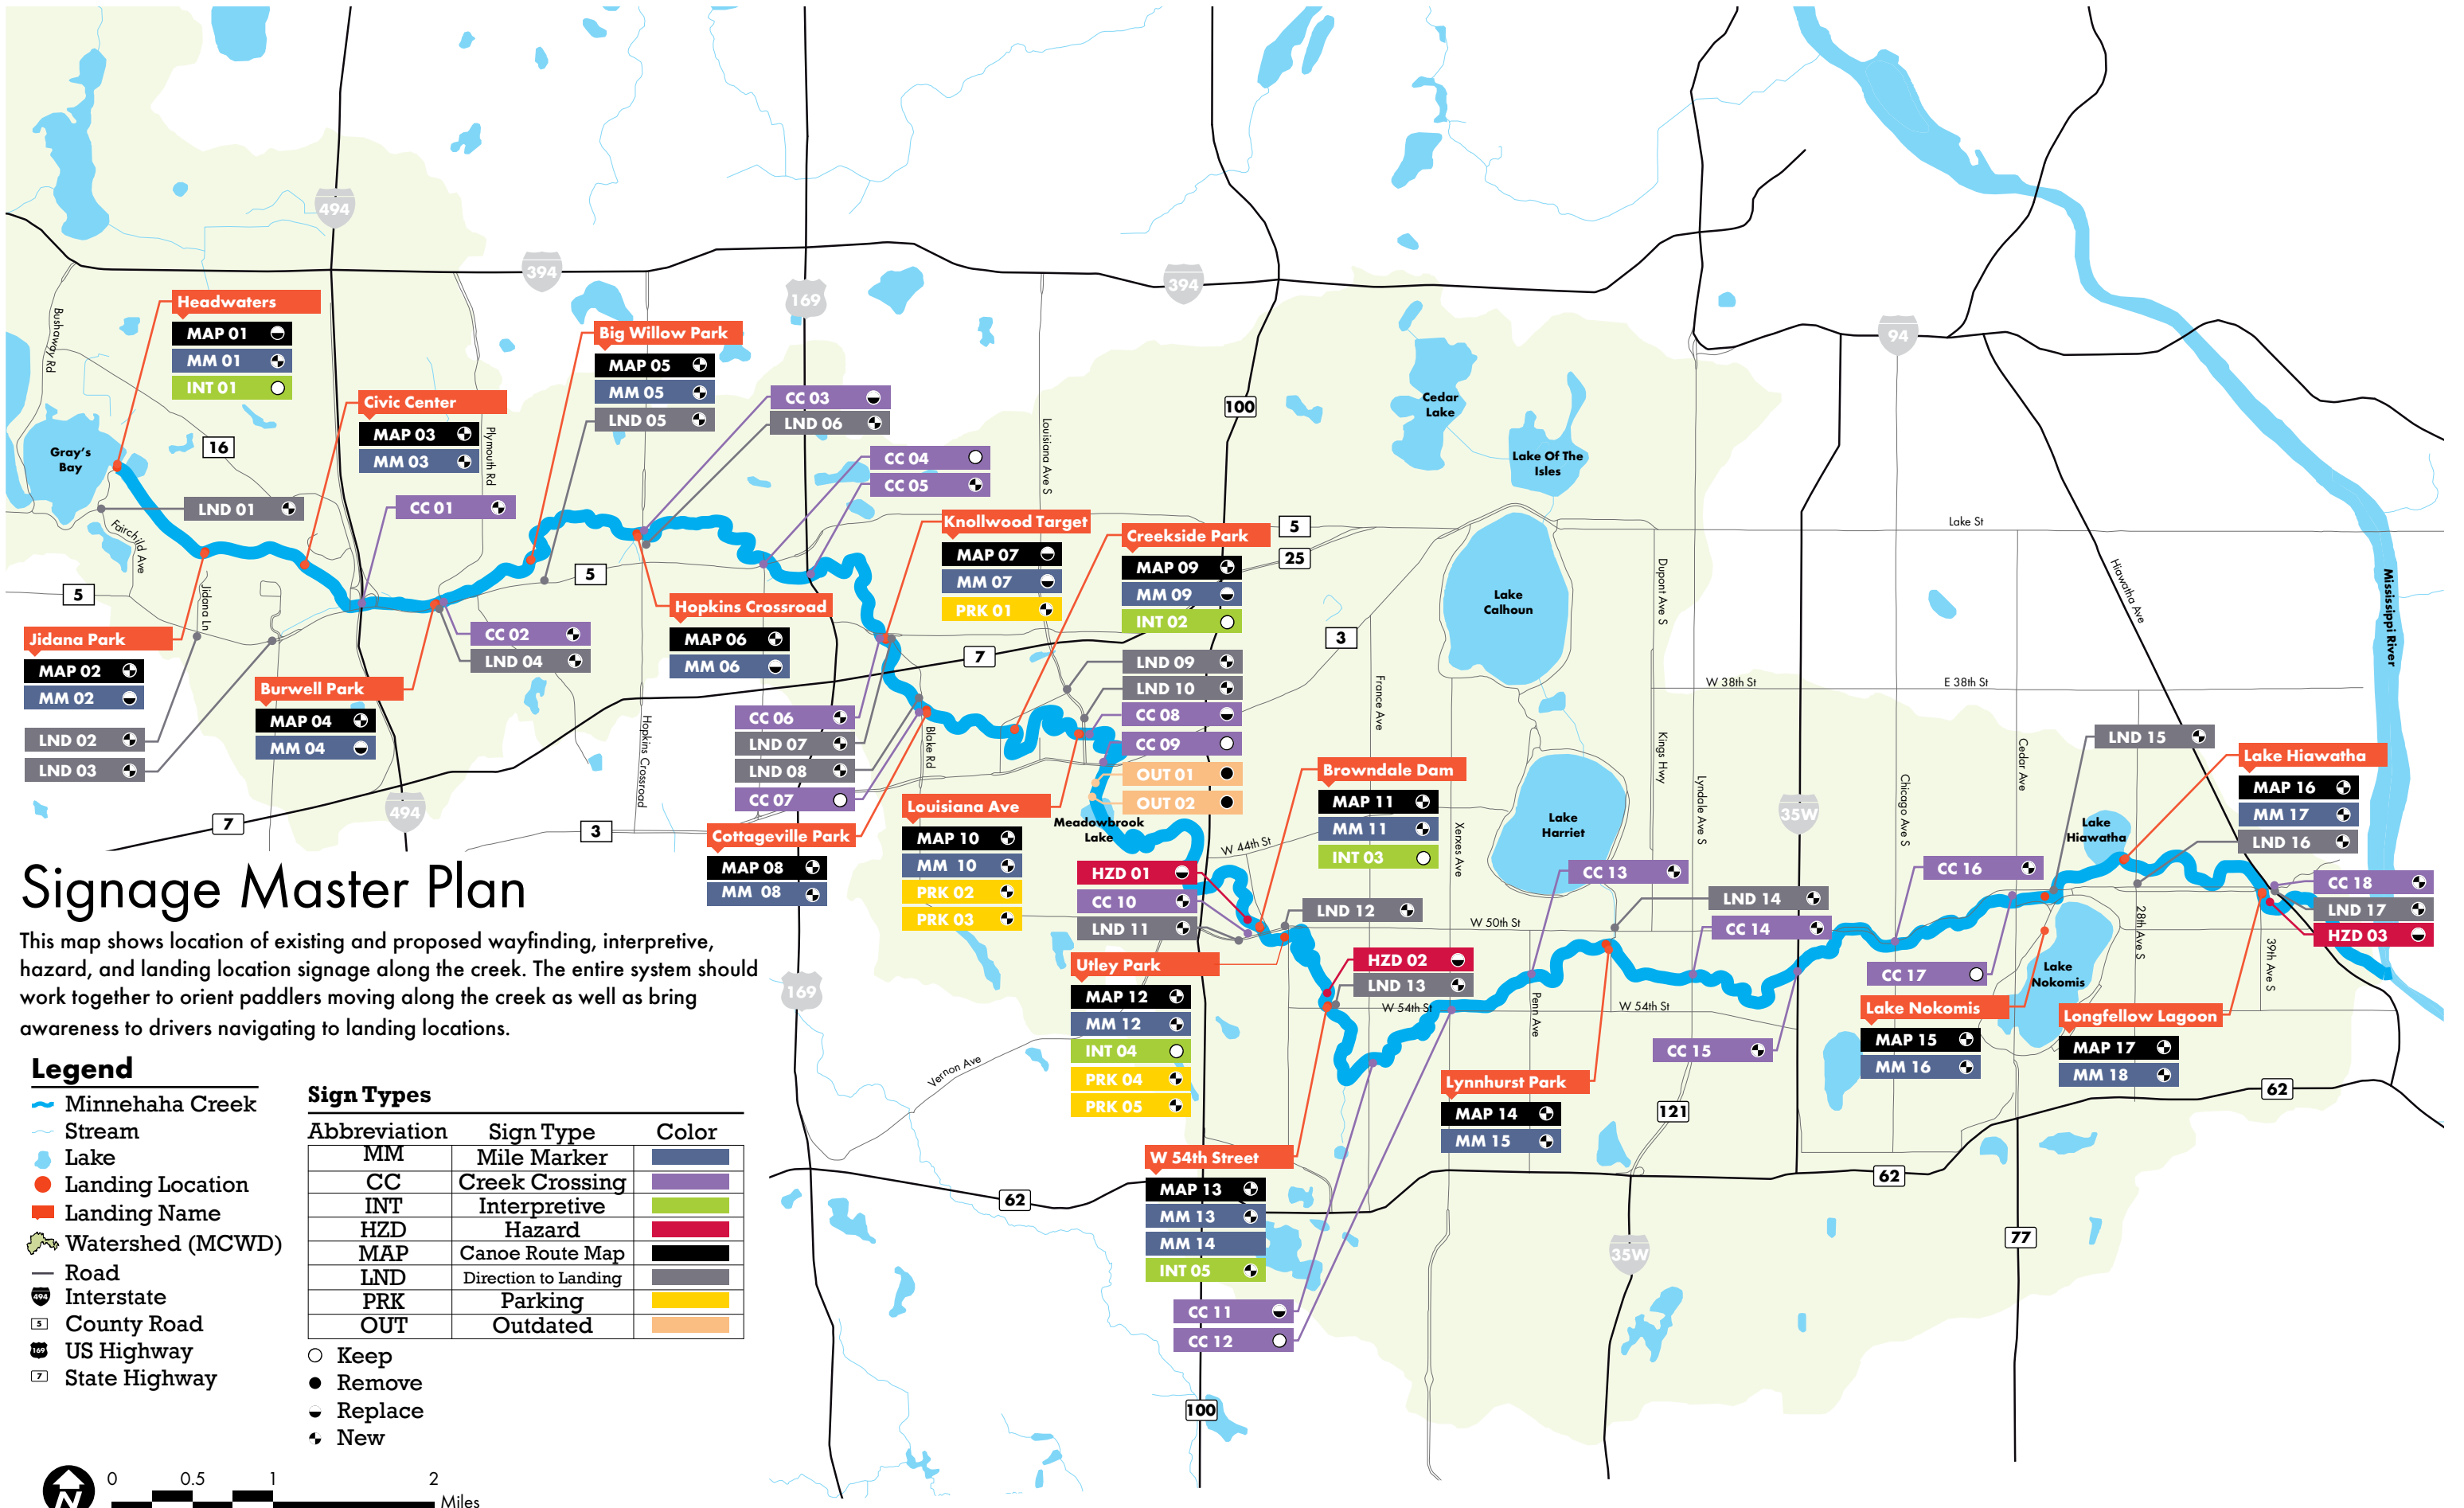 494
394
169
394
94
Headwaters
MAP 01
MM 01
INT 01
Bushaway Rd
Gray's
Bay
16
LND 01
Fairchild Ave
5
Jidana Ln
Jidana Park
MAP 02
MM 02
LND 02
LND 03
Civic Center
MAP 03
MM 03
Plymouth Rd
CC 01
Burwell Park
MAP 04
MM 04
CC 02
LND 04
494
7
Big Willow Park
MAP 05
MM 05
LND 05
5
CC 03
LND 06
CC 04
CC 05
Hopkins Crossroad
MAP 06
MM 06
Hopkins Crossroad
3
Knollwood Target
MAP 07
MM 07
PRK 01
Louisiana Ave S
7
CC 06
LND 07
LND 08
CC 07
Blake Rd
Cottageville Park
MAP 08
MM 08
Creekside Park
MAP 09
MM 09
INT 02
LND 09
LND 10
CC 08
CC 09
OUT 01
OUT 02
100
5
25
3
Meadowbrook
Lake
Louisiana Ave
MAP 10
MM 10
PRK 02
PRK 03
W 44th St
HZD 01
CC 10
LND 11
Browndale Dam
MAP 11
MM 11
INT 03
LND 12
Utley Park
MAP 12
MM 12
INT 04
PRK 04
PRK 05
HZD 02
LND 13
W 50th St
W 54th St
France Ave
Xerxes Ave
Penn Ave
W 54th St
Vernon Ave
W 54th Street
MAP 13
MM 13
MM 14
INT 05
CC 11
CC 12
169
62
100
Cedar
Lake
Lake Of The
Isles
Lake
Calhoun
Lake
Harriet
Dupont Ave S
Kings Hwy
Lyndale Ave S
Lake St
W 38th St
E 38th St
35W
Chicago Ave S
Cedar Ave
Hiawatha Ave
Mississippi River
CC 13
LND 14
CC 14
CC 15
Lynnhurst Park
MAP 14
MM 15
121
35W
62
77
62
CC 16
CC 17
Lake Nokomis
MAP 15
MM 16
Lake
Nokomis
Lake
Hiawatha
LND 15
Lake Hiawatha
MAP 16
MM 17
LND 16
28th Ave S
39th Ave S
CC 18
LND 17
HZD 03
Longfellow Lagoon
MAP 17
MM 18
Signage Master Plan
This map shows location of existing and proposed wayfinding, interpretive,
hazard, and landing location signage along the creek. The entire system should
work together to orient paddlers moving along the creek as well as bring
awareness to drivers navigating to landing locations.
Legend
Minnehaha Creek
Stream
Lake
Landing Location
Landing Name
Watershed (MCWD)
Road
494 Interstate
5 County Road
169 US Highway
7 State Highway
Sign Types
Abbreviation Sign Type Color
MM Mile Marker
CC Creek Crossing
INT Interpretive
HZD Hazard
MAP Canoe Route Map
LND Direction to Landing
PRK Parking
OUT Outdated
Keep
Remove
Replace
New
N
0 0.5 1 2
Miles